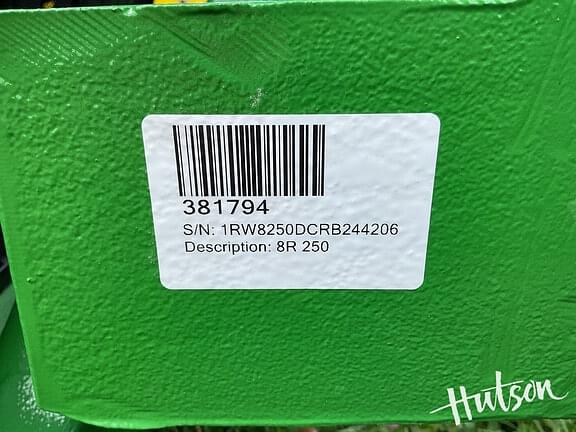 381794
S/N: 1RW8250DCRB244206
Description: 8R 250
Hutson